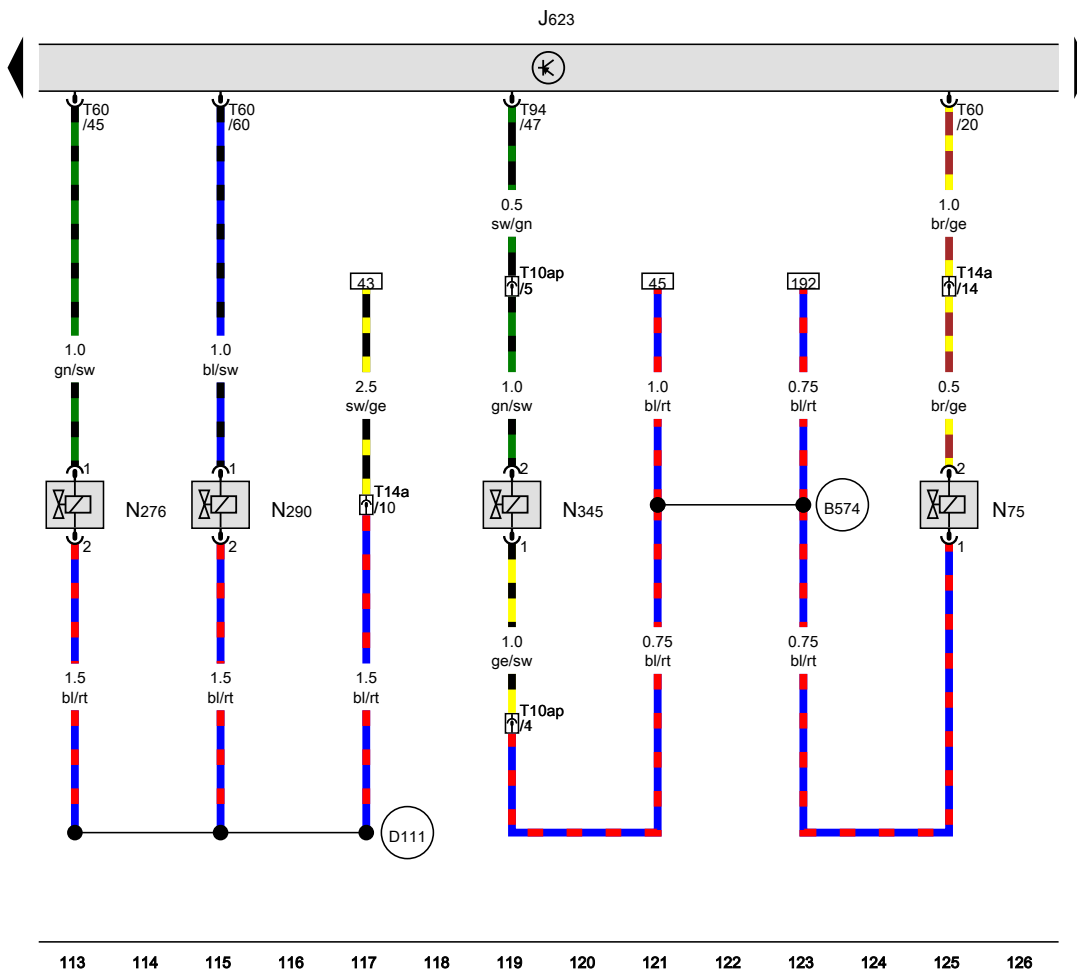 J623
T60
/45
T60
/60
T94
/47
T60
/20
0.5
sw/gn
1.0
br/ge
43
T10ap
/5
45
192
T14a
/14
1.0
gn/sw
1.0
bl/sw
2.5
sw/ge
1.0
gn/sw
1.0
bl/rt
0.75
bl/rt
0.5
br/ge
1
1
2
2
T14a
/10
N276
N290
N345
B574
N75
2
2
1
1
1.0
ge/sw
0.75
bl/rt
0.75
bl/rt
1.5
bl/rt
1.5
bl/rt
1.5
bl/rt
T10ap
/4
D111
113 114 115 116 117 118 119 120 121 122 123 124 125 126